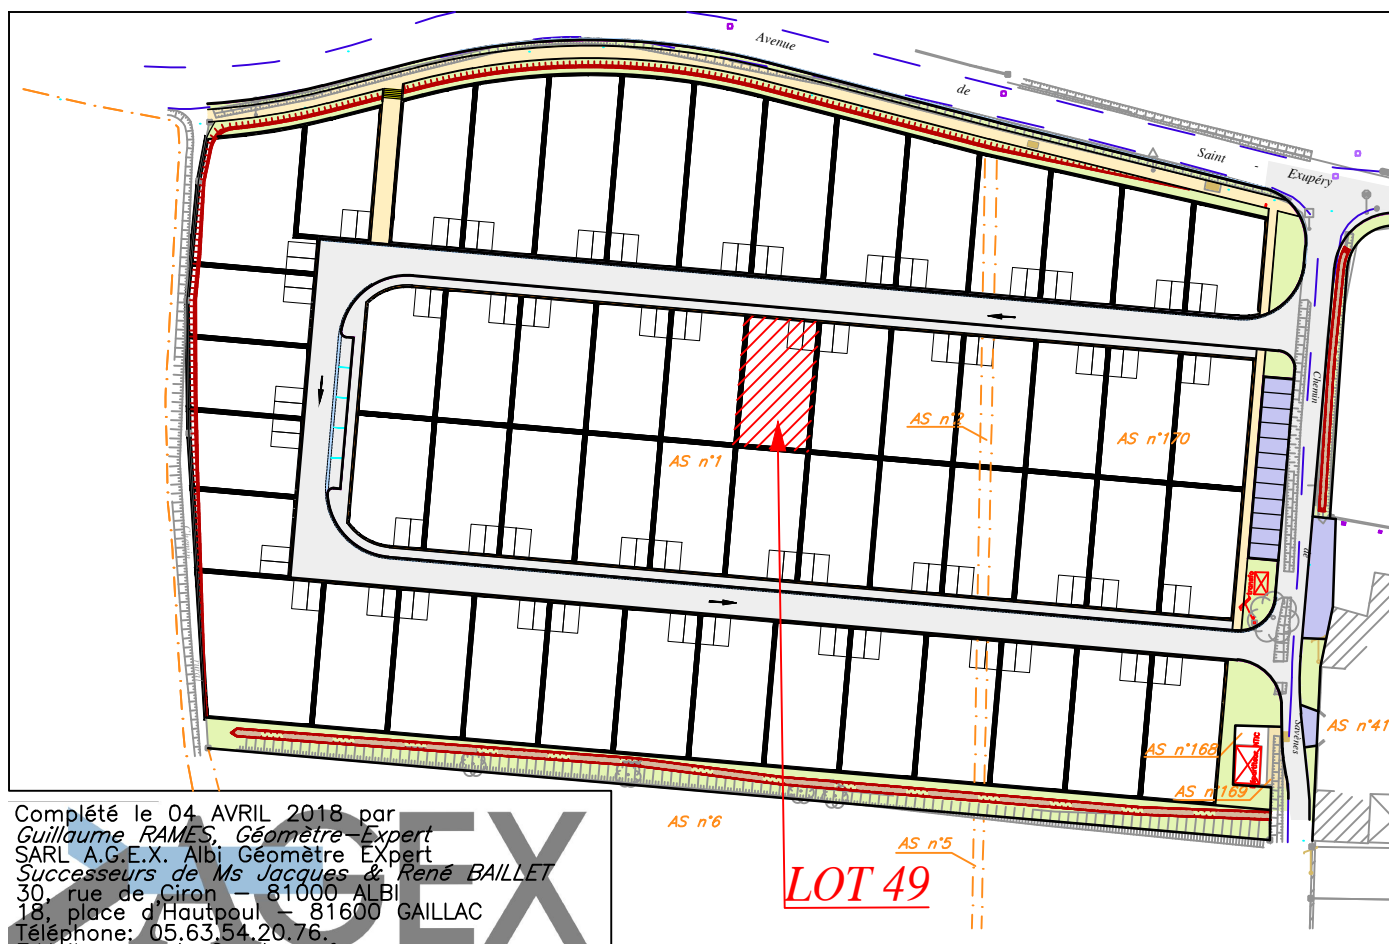 Avenue
de
Saint
-
Exupéry
Chemin
de
Savènes
AS n°2
AS n°170
AS n°1
AS n°41
AS n°168
AS n°169
AS n°6
AS n°5
LOT 49
Complété le 04 AVRIL 2018 par
Guillaume RAMES, Géomètre-Expert
SARL A.G.E.X. Albi Géomètre Expert
Successeurs de Ms Jacques & René BAILLET
30, rue de Ciron - 81000 ALBI
18, place d'Hautpoul - 81600 GAILLAC
Téléphone: 05.63.54.20.76.
AGEX